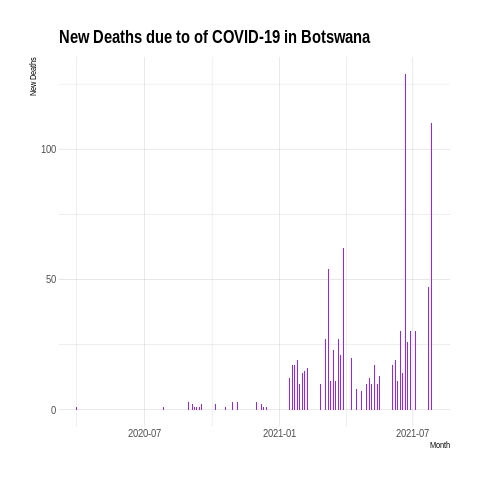 New Deaths due to of COVID-19 in Botswana
New Deaths
100
50
0
2020-07
2021-01
2021-07
Month